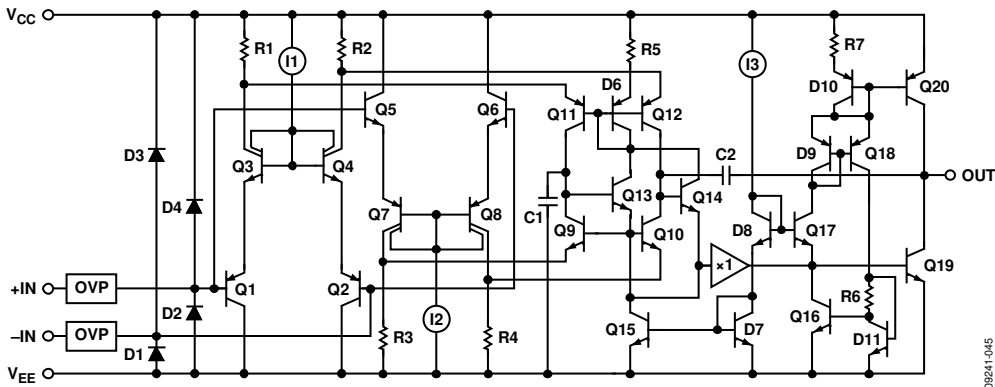 VCC
R1
I1
R2
R5
I3
R7
D6
D10
Q20
Q5
Q6
Q11
Q12
D3
Q3
Q4
D9
Q18
C2
OUT
D4
Q13
Q14
Q7
Q8
C1
Q9
Q10
D8
Q17
×1
+IN
OVP
Q1
Q2
Q19
D2
I2
R6
–IN
OVP
R3
R4
Q15
D7
Q16
D11
D1
VEE
09241-045